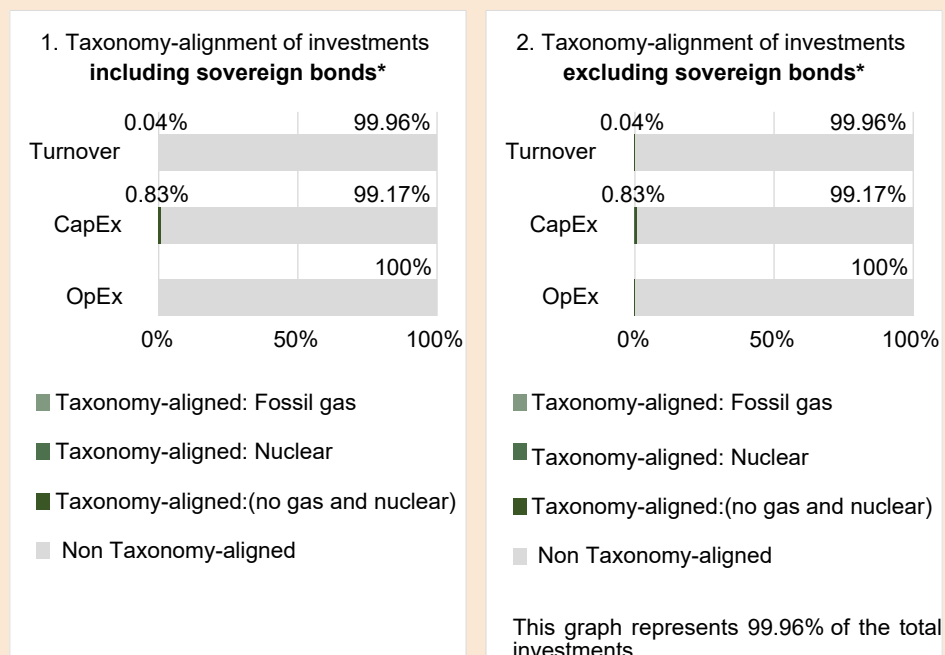 1. Taxonomy-alignment of investments
including sovereign bonds*
0.04% 99.96%
Turnover
0.83% 99.17%
CapEx
100%
OpEx
0% 50% 100%
Taxonomy-aligned: Fossil gas
Taxonomy-aligned: Nuclear
Taxonomy-aligned:(no gas and nuclear)
Non Taxonomy-aligned
2. Taxonomy-alignment of investments
excluding sovereign bonds*
0.04% 99.96%
Turnover
0.83% 99.17%
CapEx
100%
OpEx
0% 50% 100%
Taxonomy-aligned: Fossil gas
Taxonomy-aligned: Nuclear
Taxonomy-aligned:(no gas and nuclear)
Non Taxonomy-aligned
This graph represents 99.96% of the total
investments